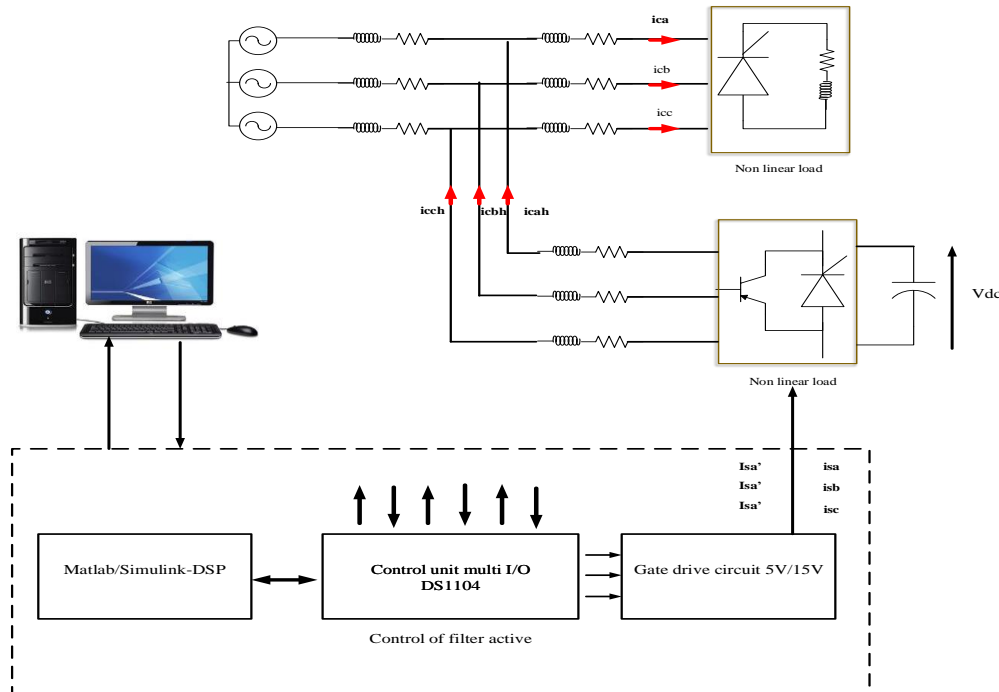 ica
icb
icc
Non linear load
icch
icbh
icah
Vdc
Non linear load
Isa'
isa
Isa'
isb
Isa'
isc
Matlab/Simulink-DSP
Control unit multi I/O
DS1104
Gate drive circuit 5V/15V
Control of filter active